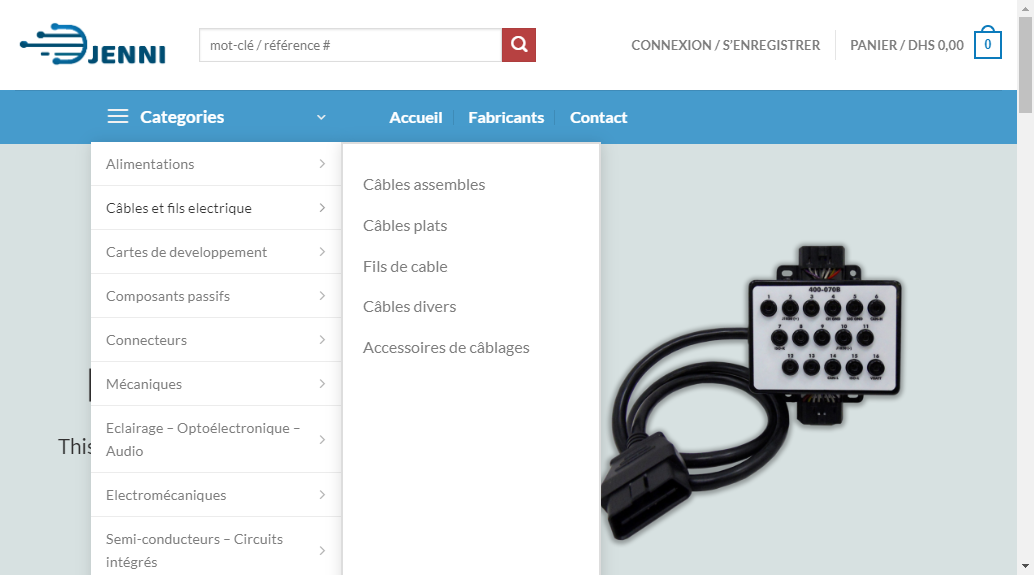 JENNI
mot-clé / référence #
CONNEXION / S'ENREGISTRER
PANIER / DHS 0,00
0
Categories
Accueil
Fabricants
Contact
Alimentations
Câbles et fils electrique
Cartes de developpement
Composants passifs
Connecteurs
Mécaniques
Eclairage – Optoélectronique –
Audio
Electromécaniques
Semi-conducteurs – Circuits
intégrés
Câbles assembles
Câbles plats
Fils de cable
Câbles divers
Accessoires de câblages
This
400-070B
1 2 3 4 5 6
7 8 9 10 11
12 13 14 15 16